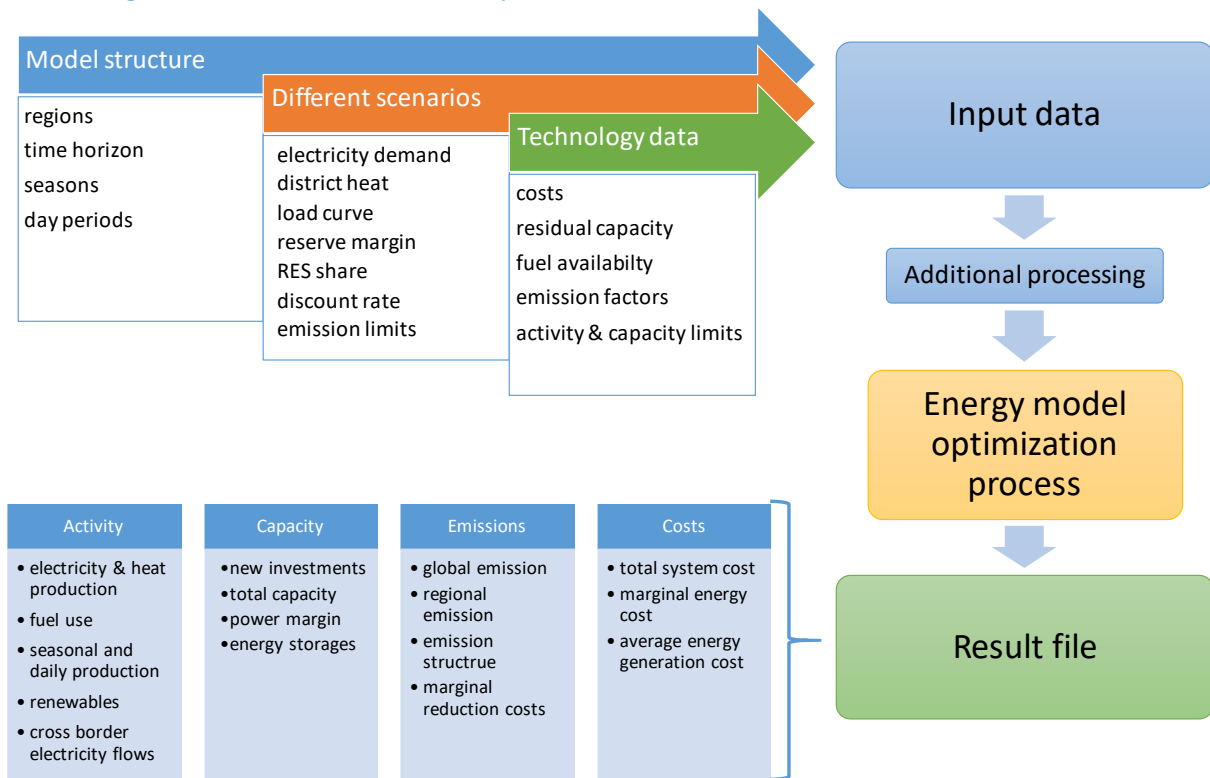 Model structure
regions
time horizon
seasons
day periods
Different scenarios
electricity demand
district heat
load curve
reserve margin
RES share
discount rate
emission limits
Technology data
costs
residual capacity
fuel availabilty
emission factors
activity & capacity limits
Input data
Additional processing
Energy model
optimization
process
Result file
Activity
• electricity & heat
production
• fuel use
• seasonal and
daily production
• renewables
• cross border
electricity flows
Capacity
•new investments
•total capacity
•power margin
•energy storages
Emissions
• global emission
• regional
emission
• emission
structrue
• marginal
reduction costs
Costs
• total system cost
• marginal energy
cost
• average energy
generation cost